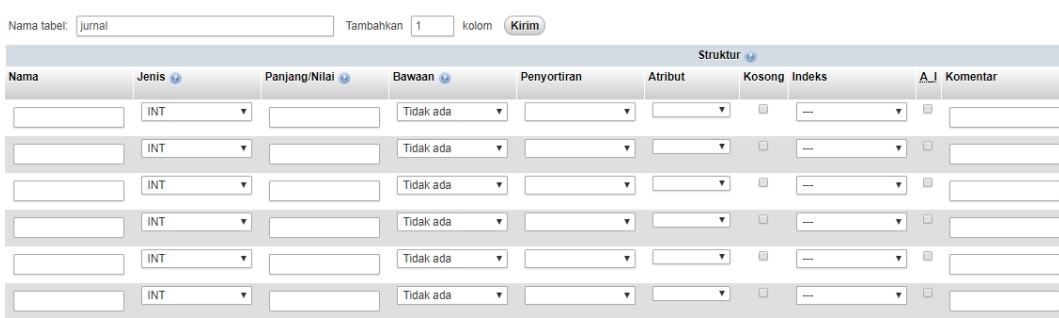 Nama tabel: jurnal Tambahkan 1 kolom Kirim
Struktur
Nama Jenis Panjang/Nilai Bawaan Penyortiran Atribut Kosong Indeks A_I Komentar
INT Tidak ada ---
INT Tidak ada ---
INT Tidak ada ---
INT Tidak ada ---
INT Tidak ada ---
INT Tidak ada ---